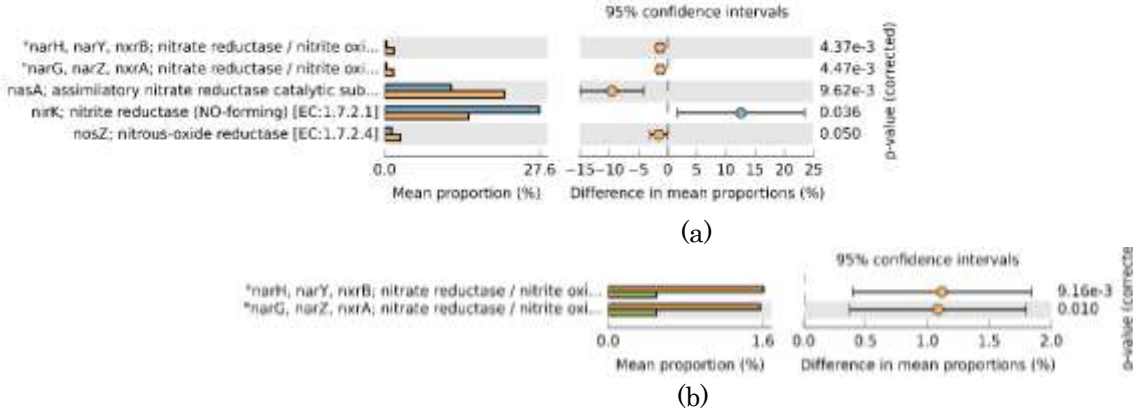 95% confidence intervals
*narH, narY, nxrB; nitrate reductase / nitrite oxi... 4.37e-3
*narG, narZ, nxrA; nitrate reductase / nitrite oxi... 4.47e-3
nasA; assimilatory nitrate reductase catalytic sub... 9.62e-3
nirK; nitrite reductase (NO-forming) [EC:1.7.2.1] 0.036
nosZ; nitrous-oxide reductase [EC:1.7.2.4] 0.050
p-value (corrected)
0.0 27.6 -15 -10 -5 0 5 10 15 20 25
Mean proportion (%) Difference in mean proportions (%)
(a)
95% confidence intervals
*narH, narY, nxrB; nitrate reductase / nitrite oxi... 9.16e-3
*narG, narZ, nxrA; nitrate reductase / nitrite oxi... 0.010
p-value (correcte
0.0 1.6 0.0 0.5 1.0 1.5 2.0
Mean proportion (%) Difference in mean proportions (%)
(b)